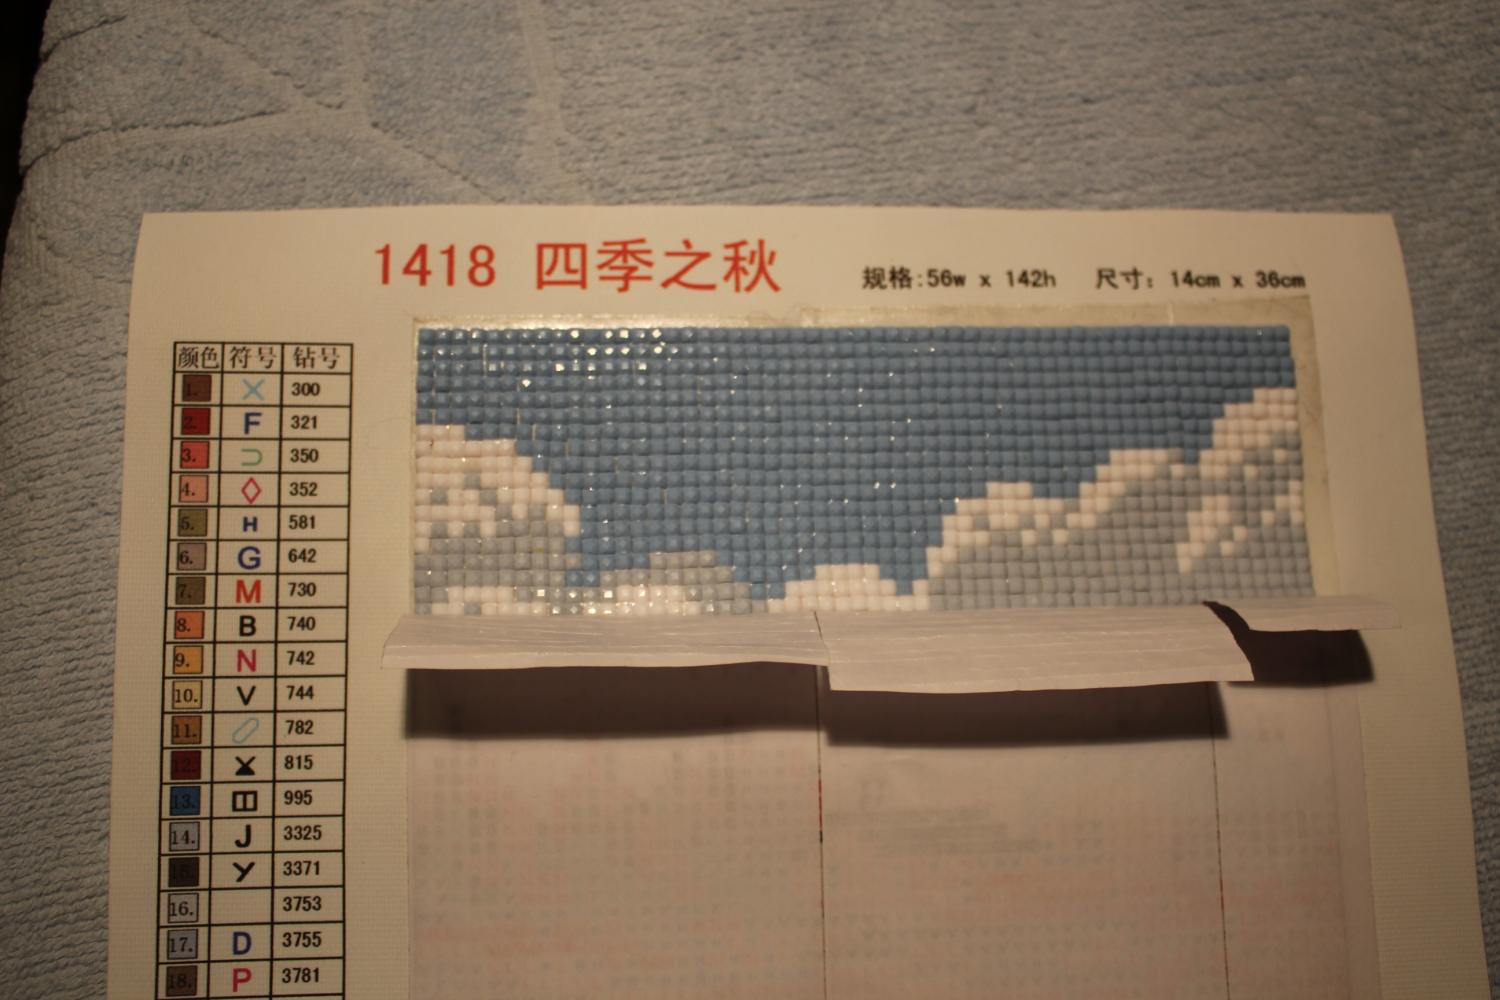 1418 四季之秋 规格:56w x 142h 尺寸: 14cm x 36cm
颜色 符号 钻号
1. X 300
2. F 321
3. ⊃ 350
4. ◇ 352
5. H 581
6. G 642
7. M 730
8. B 740
9. N 742
10. V 744
11. 782
12. 815
13. 995
14. J 3325
15. Y 3371
16. 3753
17. D 3755
18. P 3781